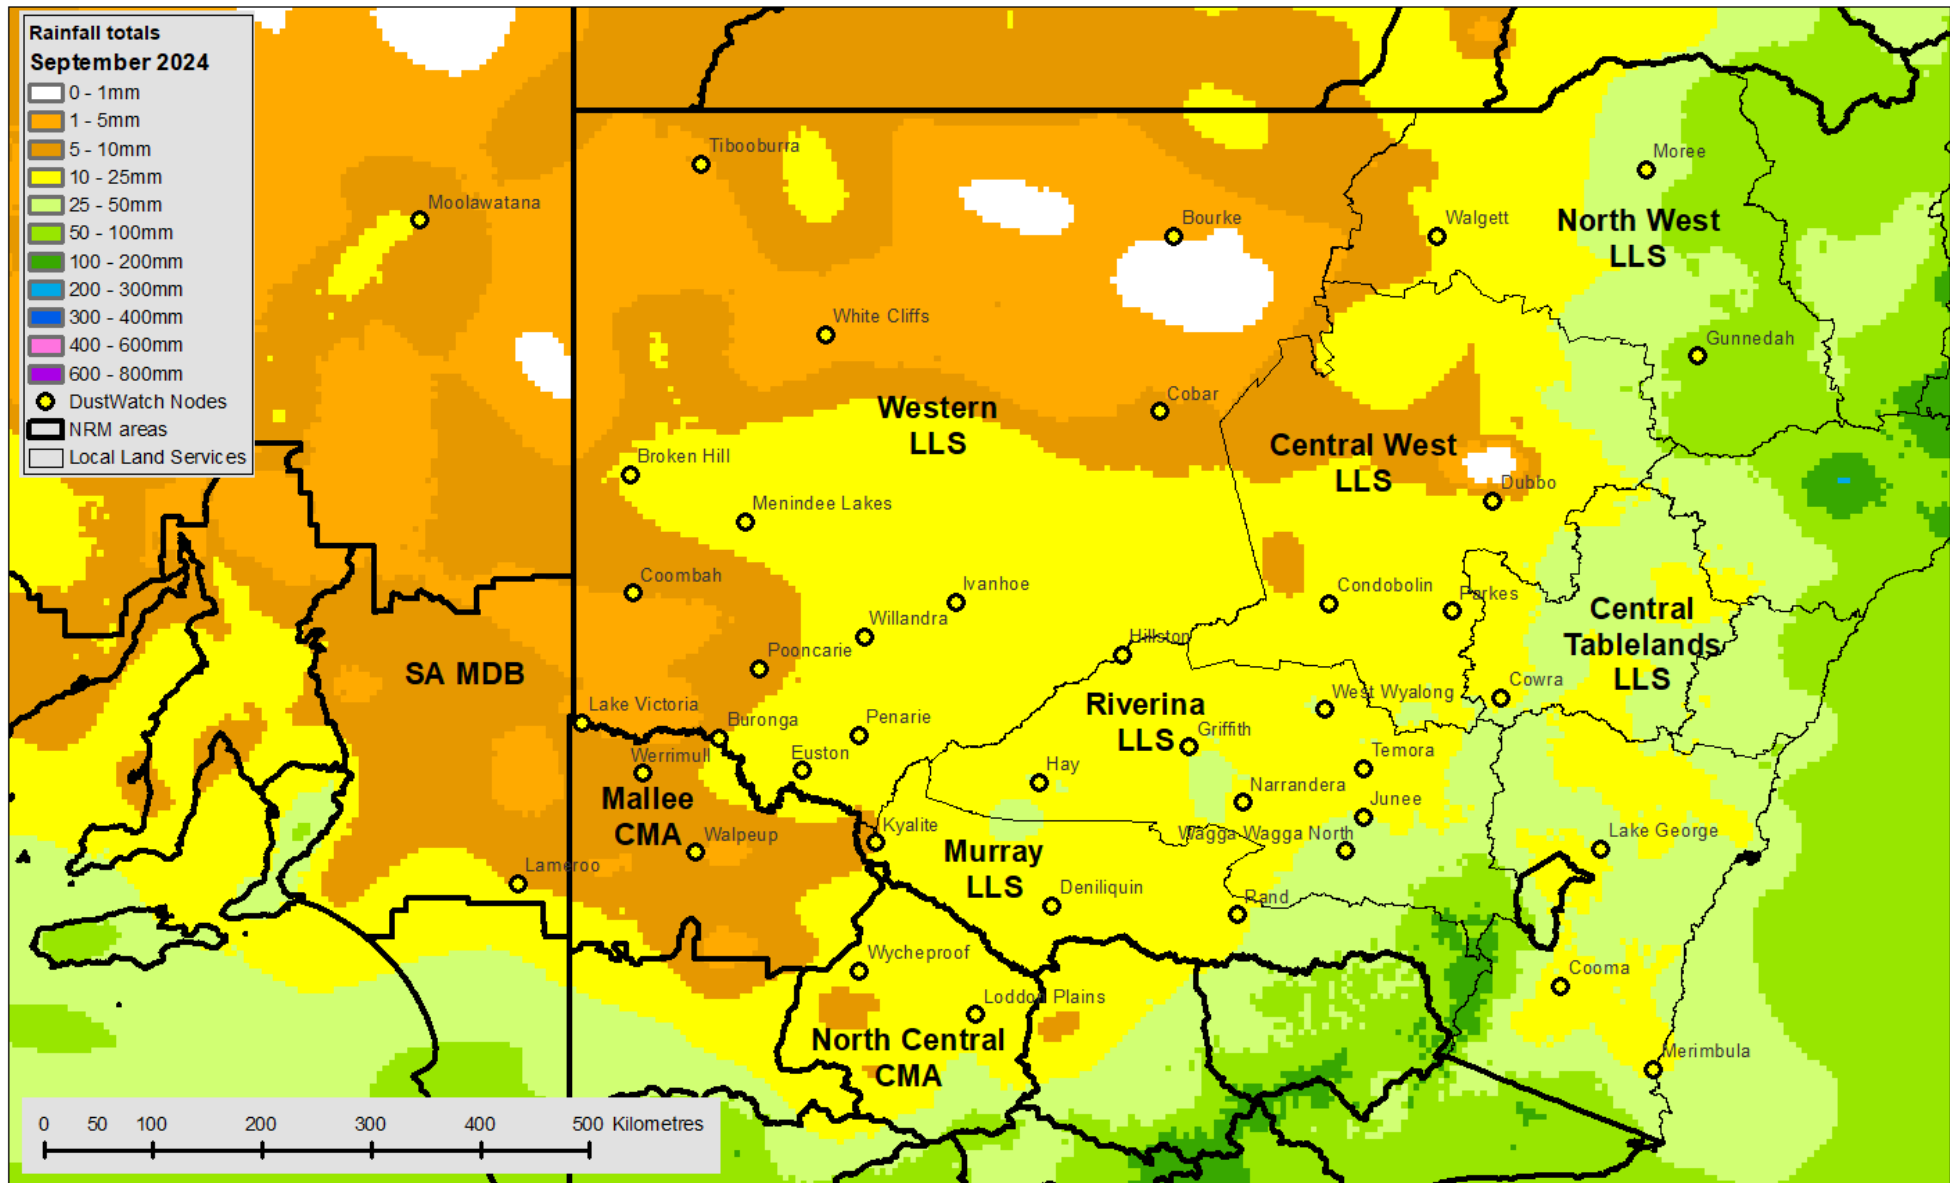 Rainfall totals
September 2024
0 - 1mm
1 - 5mm
5 - 10mm
10 - 25mm
25 - 50mm
50 - 100mm
100 - 200mm
200 - 300mm
300 - 400mm
400 - 600mm
600 - 800mm
DustWatch Nodes
NRM areas
Local Land Services
Tibooburra
Moree
Moolawatana
Bourke
Walgett
North West
LLS
White Cliffs
Gunnedah
Cobar
Western
LLS
Central West
LLS
Broken Hill
Dubbo
Menindee Lakes
Coombah
Ivanhoe
Condobolin
Parkes
Central
Tablelands
LLS
Willandra
Hillston
Pooncarie
SA MDB
Cowra
Lake Victoria
Riverina
LLS
West Wyalong
Buronga
Penarie
Griffith
Werrimull
Euston
Temora
Hay
Mallee
CMA
Narrandera
Junee
Kyalite
Walpeup
Wagga Wagga North
Lake George
Murray
LLS
Lameroo
Deniliquin
Rand
Wycheproof
Cooma
Loddon Plains
North Central
CMA
Merimbula
0 50 100 200 300 400 500 Kilometres